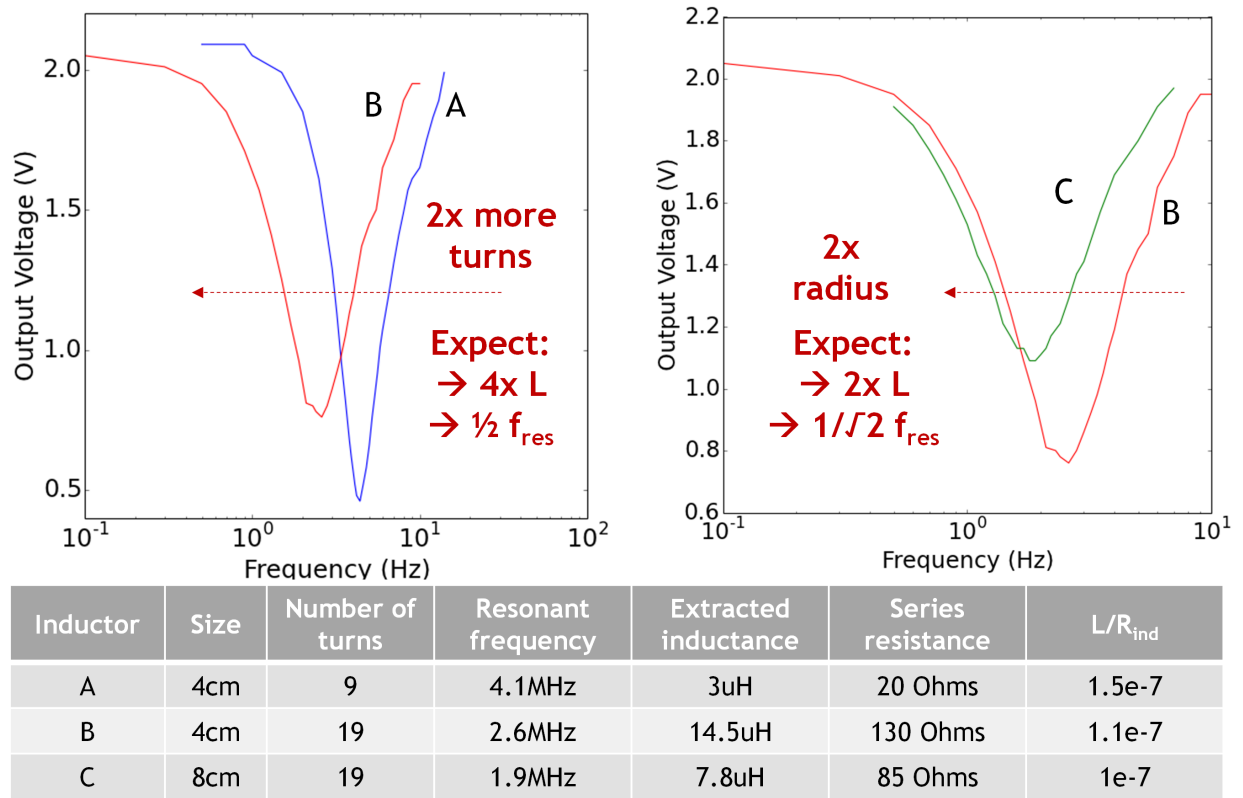 2.0
1.5
1.0
0.5
Output Voltage (V)
10⁻¹ 10⁰ 10¹ 10²
Frequency (Hz)
B A
2x more
turns
Expect:
→ 4x L
→ ½ fres
2.2
2.0
1.8
1.6
1.4
1.2
1.0
0.8
0.6
Output Voltage (V)
10⁻¹ 10⁰ 10¹
Frequency (Hz)
C
B
2x
radius
Expect:
→ 2x L
→ 1/√2 fres
Inductor Size Number of turns Resonant frequency Extracted inductance Series resistance L/Rind
A 4cm 9 4.1MHz 3uH 20 Ohms 1.5e-7
B 4cm 19 2.6MHz 14.5uH 130 Ohms 1.1e-7
C 8cm 19 1.9MHz 7.8uH 85 Ohms 1e-7